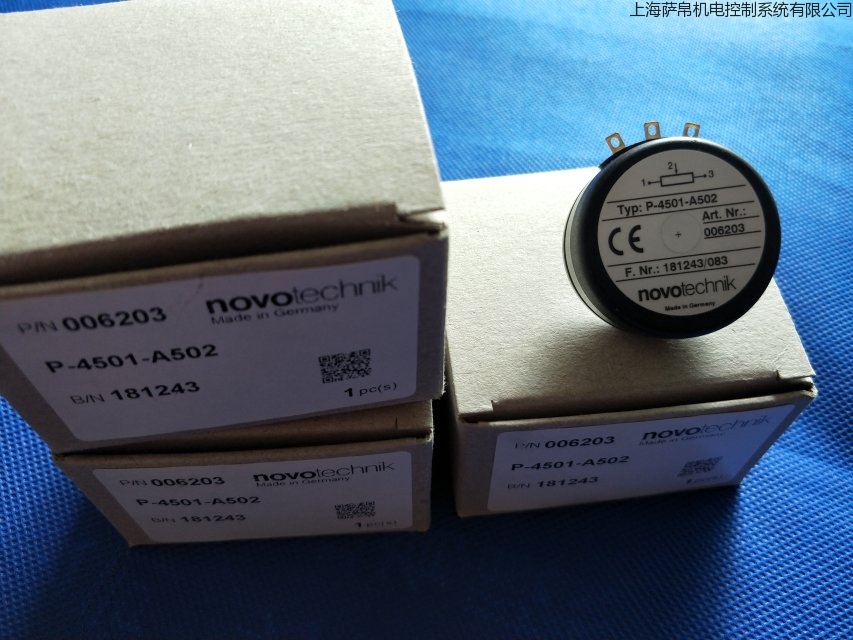 上海萨帛机电控制系统有限公司
2
1 3
Typ: P-4501-A502
Art. Nr.:
CE 006203
F. Nr.: 181243/083
novotechnik
Made in Germany
P/N 006203 novotechnik
Made in Germany
P-4501-A502
B/N 181243 1 pc(s)
P/N 006203 novotechnik
Made in Germany
P-4501-A502
B/N 181243 1 pc(s)
P/N 006203 novotechnik
Made in Germany
P-4501-A502
B/N 181243